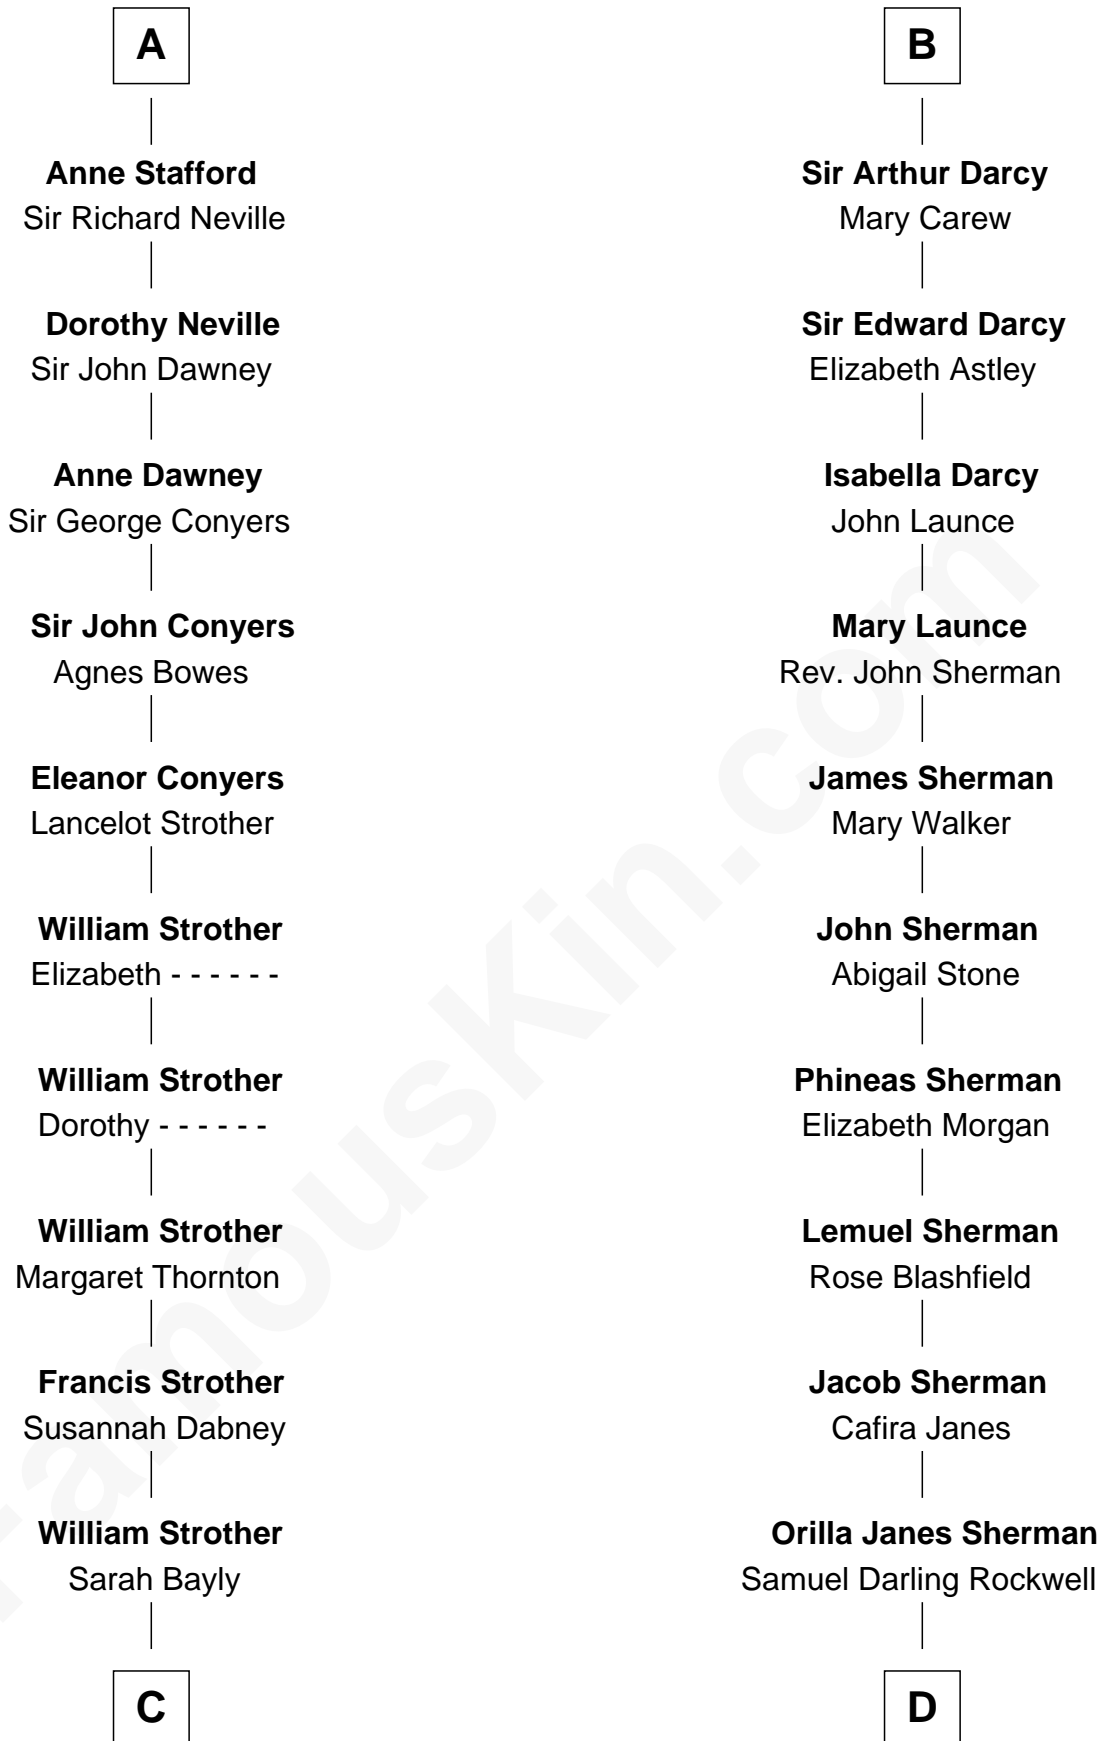 A
Anne Stafford
Sir Richard Neville
Dorothy Neville
Sir John Dawney
Anne Dawney
Sir George Conyers
Sir John Conyers
Agnes Bowes
Eleanor Conyers
Lancelot Strother
William Strother
Elizabeth - - - - - -
William Strother
Dorothy - - - - - -
William Strother
Margaret Thornton
Francis Strother
Susannah Dabney
William Strother
Sarah Bayly
C
B
Sir Arthur Darcy
Mary Carew
Sir Edward Darcy
Elizabeth Astley
Isabella Darcy
John Launce
Mary Launce
Rev. John Sherman
James Sherman
Mary Walker
John Sherman
Abigail Stone
Phineas Sherman
Elizabeth Morgan
Lemuel Sherman
Rose Blashfield
Jacob Sherman
Cafira Janes
Orilla Janes Sherman
Samuel Darling Rockwell
D
FamousKin.com